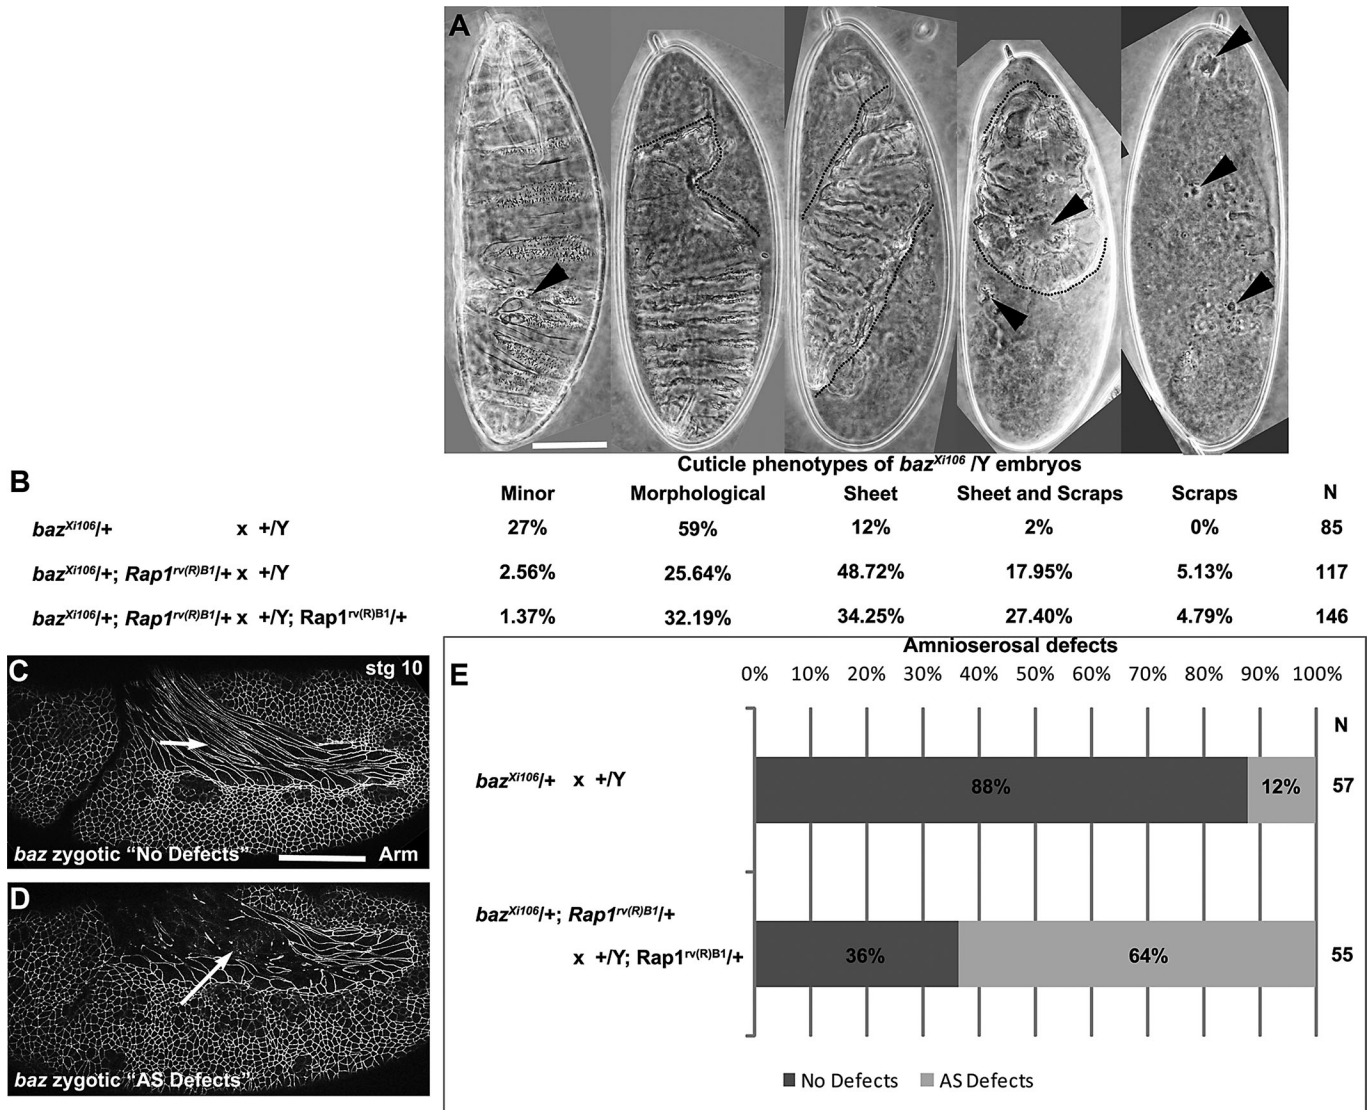 A
Cuticle phenotypes of baz^Xi106 /Y embryos
B
Minor Morphological Sheet Sheet and Scraps Scraps N
baz^Xi106/+ x +/Y 27% 59% 12% 2% 0% 85
baz^Xi106/+; Rap1^rv(R)B1/+ x +/Y 2.56% 25.64% 48.72% 17.95% 5.13% 117
baz^Xi106/+; Rap1^rv(R)B1/+ x +/Y; Rap1^rv(R)B1/+ 1.37% 32.19% 34.25% 27.40% 4.79% 146
C stg 10
baz zygotic “No Defects” Arm
D
baz zygotic “AS Defects”
E
Amnioserosal defects
0% 10% 20% 30% 40% 50% 60% 70% 80% 90% 100%
N
baz^Xi106/+ x +/Y 88% 12% 57
baz^Xi106/+; Rap1^rv(R)B1/+
x +/Y; Rap1^rv(R)B1/+ 36% 64% 55
No Defects AS Defects